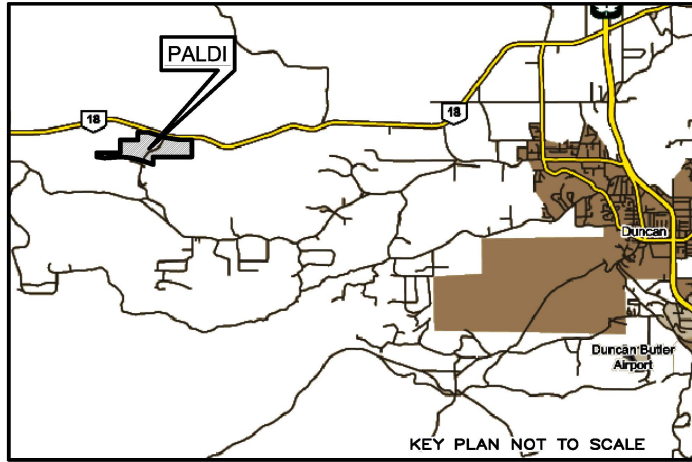 PALDI
18
18
Duncan
Duncan Butler
Airport
KEY PLAN NOT TO SCALE